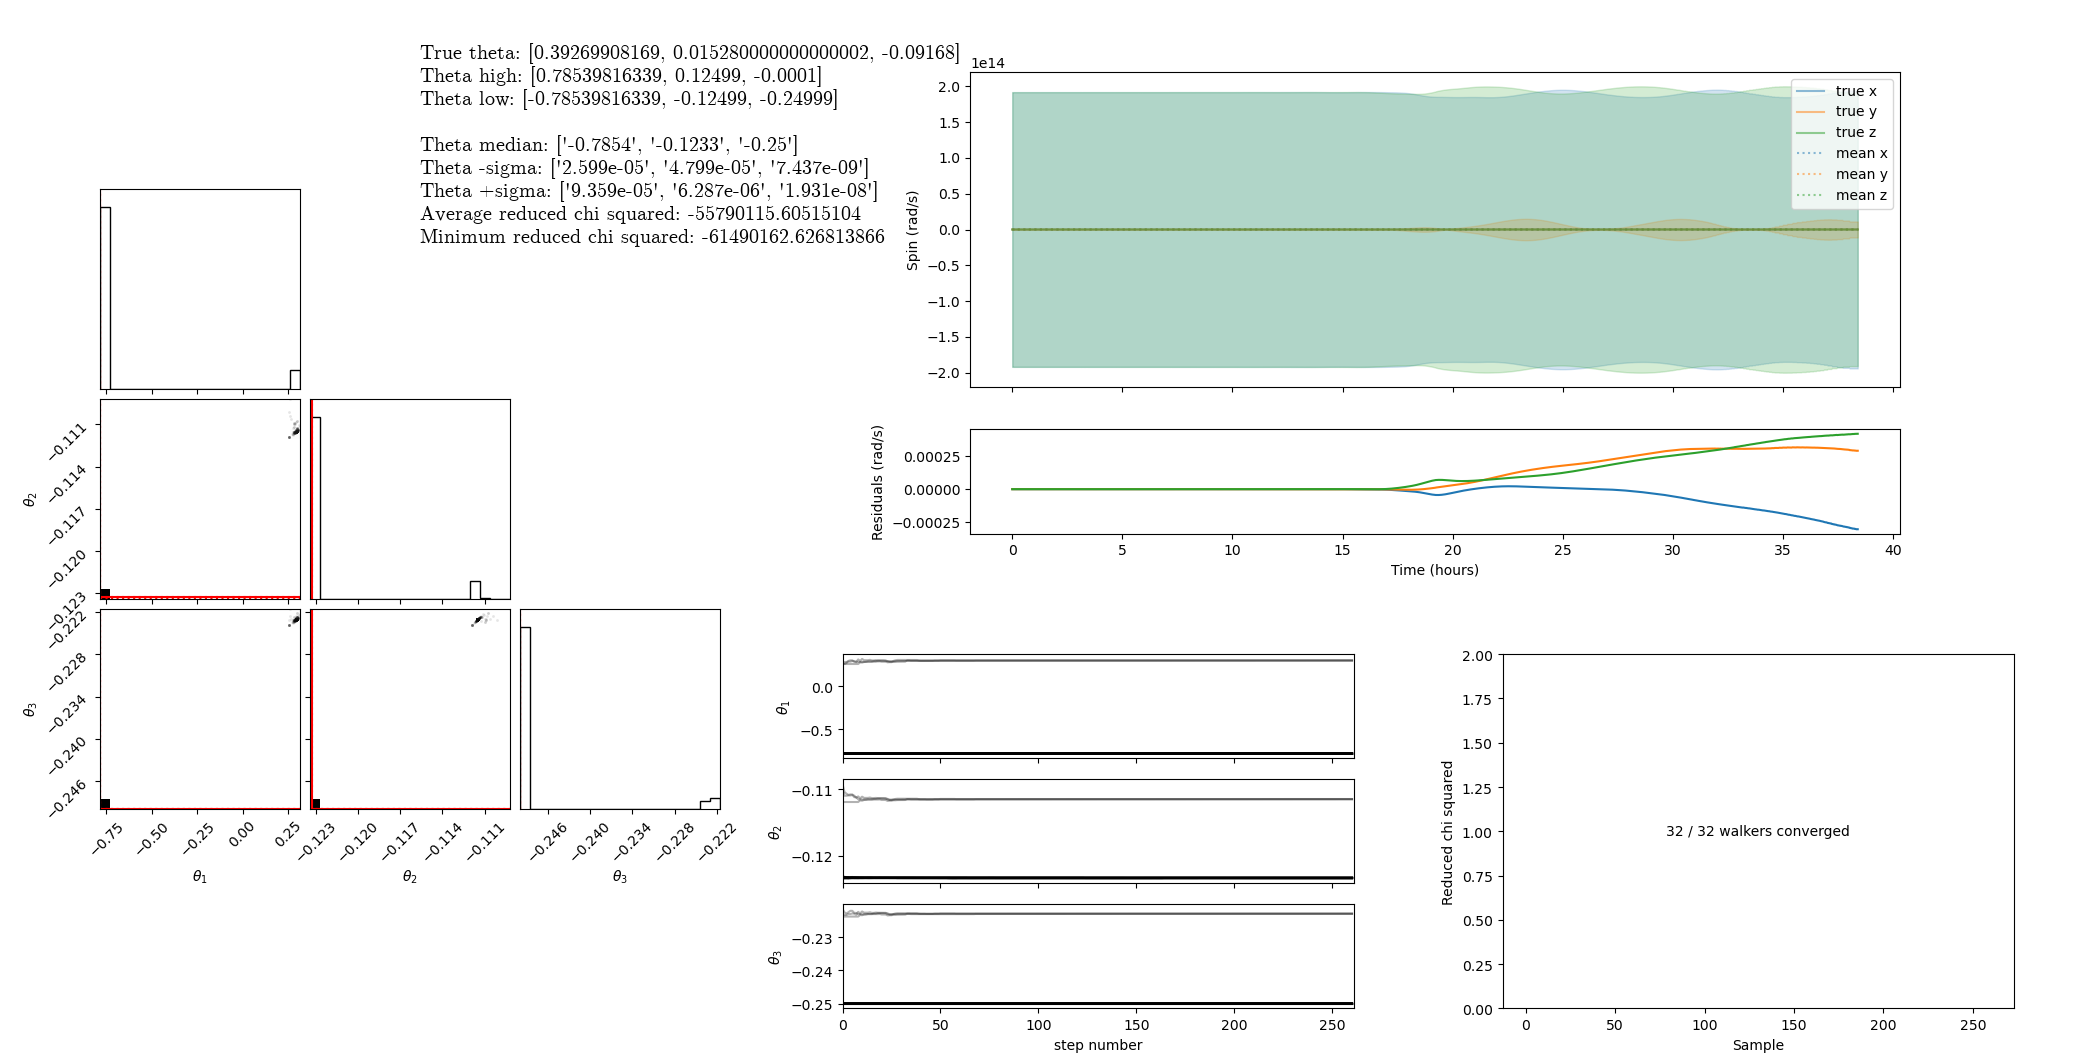 True theta: [0.39269908169, 0.015280000000000002, -0.09168]
Theta high: [0.78539816339, 0.12499, -0.0001]
Theta low: [-0.78539816339, -0.12499, -0.24999]
Theta median: ['-0.7854', '-0.1233', '-0.25']
Theta -sigma: ['2.599e-05', '4.799e-05', '7.437e-09']
Theta +sigma: ['9.359e-05', '6.287e-06', '1.931e-08']
Average reduced chi squared: -55790115.60515104
Minimum reduced chi squared: -61490162.626813866
1e14
2.0
1.5
1.0
0.5
0.0
−0.5
−1.0
−1.5
−2.0
Spin (rad/s)
true x
true y
true z
mean x
mean y
mean z
0.00025
0.00000
−0.00025
Residuals (rad/s)
0 5 10 15 20 25 30 35 40
Time (hours)
−0.111
−0.114
−0.117
−0.120
−0.123
θ2
−0.222
−0.228
−0.234
−0.240
−0.246
θ3
−0.75 −0.50 −0.25 0.00 0.25
θ1
−0.123 −0.120 −0.117 −0.114 −0.111
θ2
−0.246 −0.240 −0.234 −0.228 −0.222
θ3
0.0
−0.5
θ1
−0.11
−0.12
θ2
−0.23
−0.24
−0.25
θ3
0 50 100 150 200 250
step number
2.00
1.75
1.50
1.25
1.00
0.75
0.50
0.25
0.00
Reduced chi squared
32 / 32 walkers converged
0 50 100 150 200 250
Sample